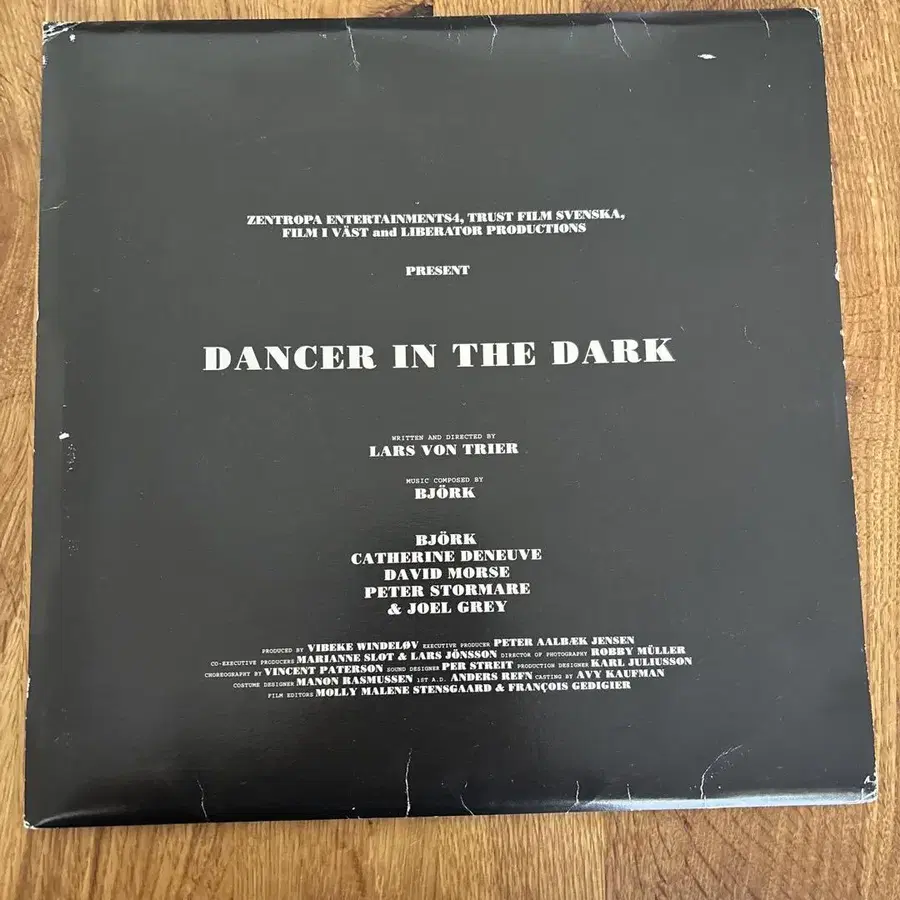 ZENTROPA ENTERTAINMENTS4, TRUST FILM SVENSKA,
FILM I VÄST and LIBERATOR PRODUCTIONS
PRESENT
DANCER IN THE DARK
WRITTEN AND DIRECTED BY
LARS VON TRIER
MUSIC COMPOSED BY
BJÖRK
BJÖRK
CATHERINE DENEUVE
DAVID MORSE
PETER STORMARE
& JOEL GREY
PRODUCED BY VIBEKE WINDELØV EXECUTIVE PRODUCER PETER AALBÆK JENSEN
CO-EXECUTIVE PRODUCERS MARIANNE SLOT & LARS JÖNSSON DIRECTOR OF PHOTOGRAPHY ROBBY MÜLLER
CHOREOGRAPHY BY VINCENT PATERSON SOUND DESIGNER PER STREIT PRODUCTION DESIGNER KARL JULIUSSON
COSTUME DESIGNER MANON RASMUSSEN 1ST A.D. ANDERS REFN CASTING BY AVY KAUFMAN
FILM EDITORS MOLLY MALENE STENSGAARD & FRANÇOIS GEDIGIER